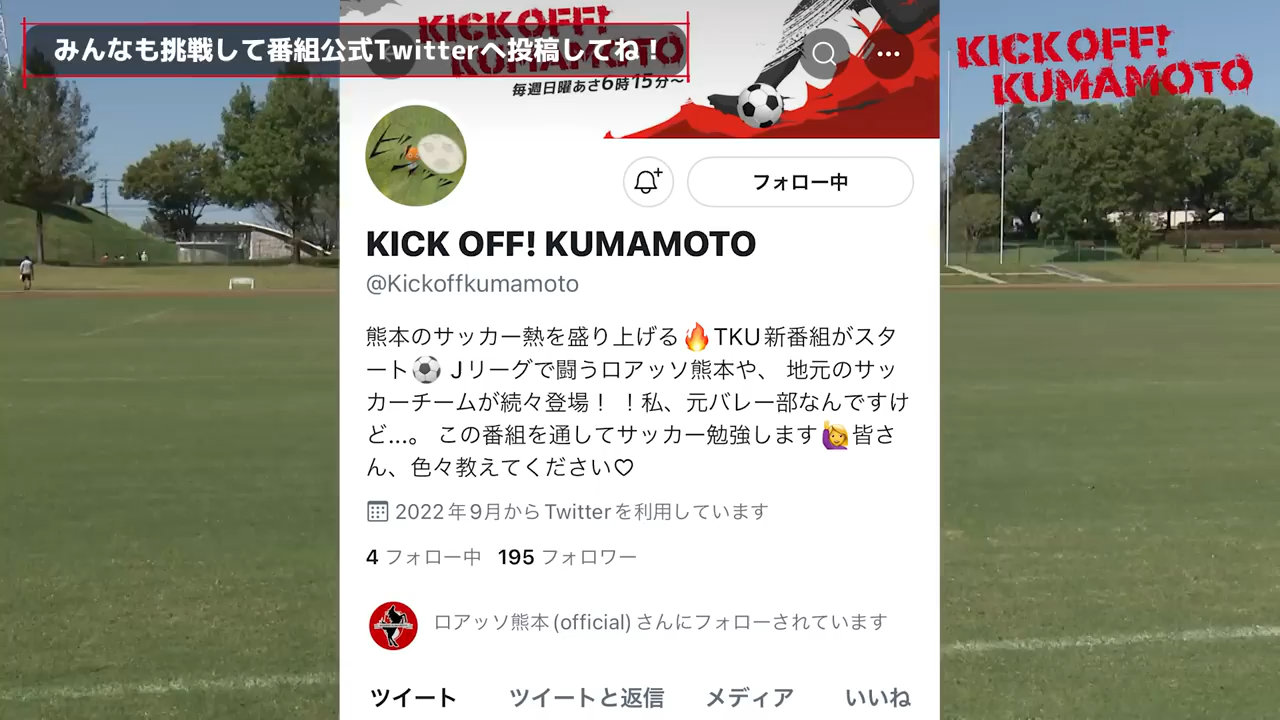 みんなも挑戦して番組公式Twitterへ投稿してね！
KICK OFF!
KUMAMOTO
毎週日曜あさ6時15分～
KICK OFF!
KUMAMOTO
フォロー中
KICK OFF! KUMAMOTO
@Kickoffkumamoto
熊本のサッカー熱を盛り上げる🔥TKU新番組がスタ
ート⚽ Jリーグで闘うロアッソ熊本や、 地元のサッ
カーチームが続々登場！ ！私、元バレー部なんですけ
ど…。 この番組を通してサッカー勉強します🙋‍♀️皆さ
ん、色々教えてください♡
2022年9月からTwitterを利用しています
4 フォロー中 195 フォロワー
ロアッソ熊本(official)さんにフォローされています
ツイート ツイートと返信 メディア いいね